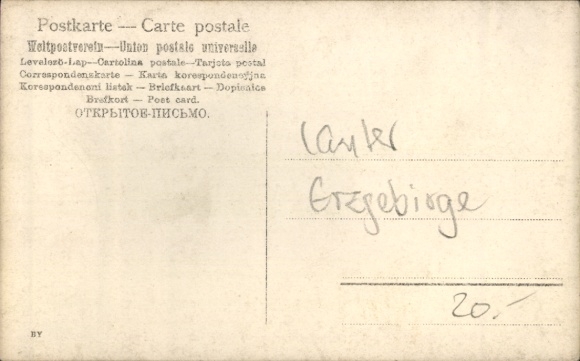 Postkarte — Carte postale
Weltpostverein—Union postale universelle
Levelező-Lap—Cartolina postale—Tarjeta postal
Correspondenskarte — Karta korespondencyjna
Korespondenční lístek — Briefkaart — Dopisnice
Brefkort — Post card.
ОТКРЫТОЕ-ПИСЬМО.
Lauter
Erzgebirge
20.-
BY